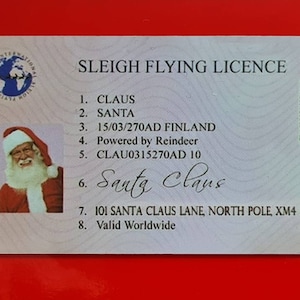 SLEIGH FLYING LICENCE
1. CLAUS
2. SANTA
3. 15/03/270AD FINLAND
4. Powered by Reindeer
5. CLAU0315270AD 10
6. Santa Claus
7. 101 SANTA CLAUS LANE, NORTH POLE, XM4
8. Valid Worldwide